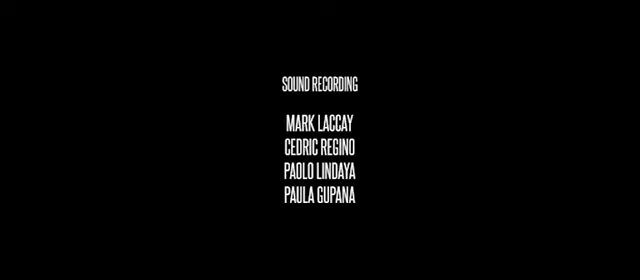 SOUND RECORDING
MARK LACCAY
CEDRIC REGINO
PAOLO LINDAYA
PAULA GUPANA